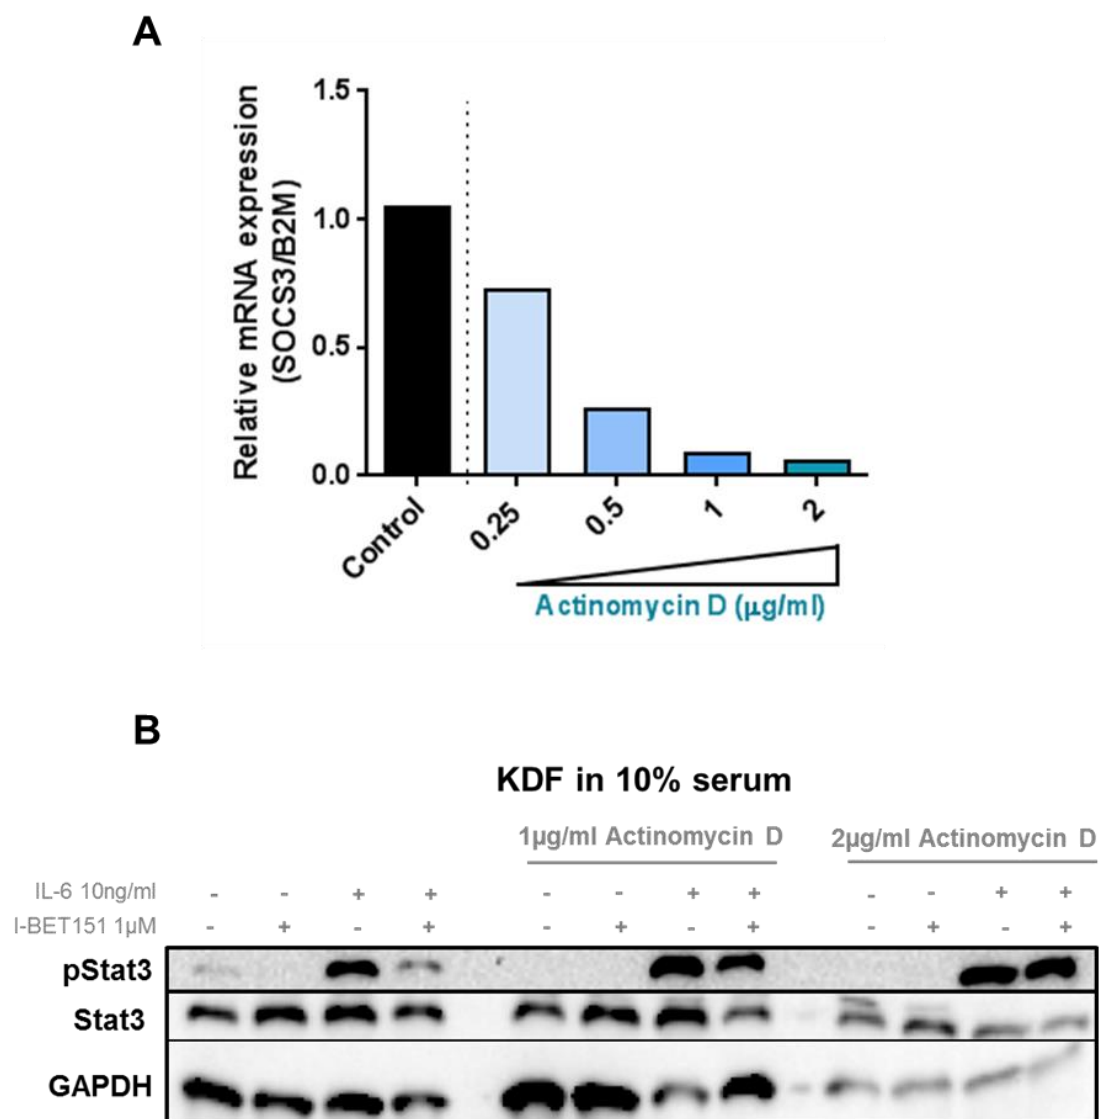 A
Relative mRNA expression
(SOCS3/B2M)
1.5
1.0
0.5
0.0
Control
0.25
0.5
1
2
Actinomycin D (µg/ml)
B
KDF in 10% serum
1µg/ml Actinomycin D
2µg/ml Actinomycin D
IL-6 10ng/ml - - + + - - + + - - + +
I-BET151 1µM - + - + - + - + - + - +
pStat3
Stat3
GAPDH